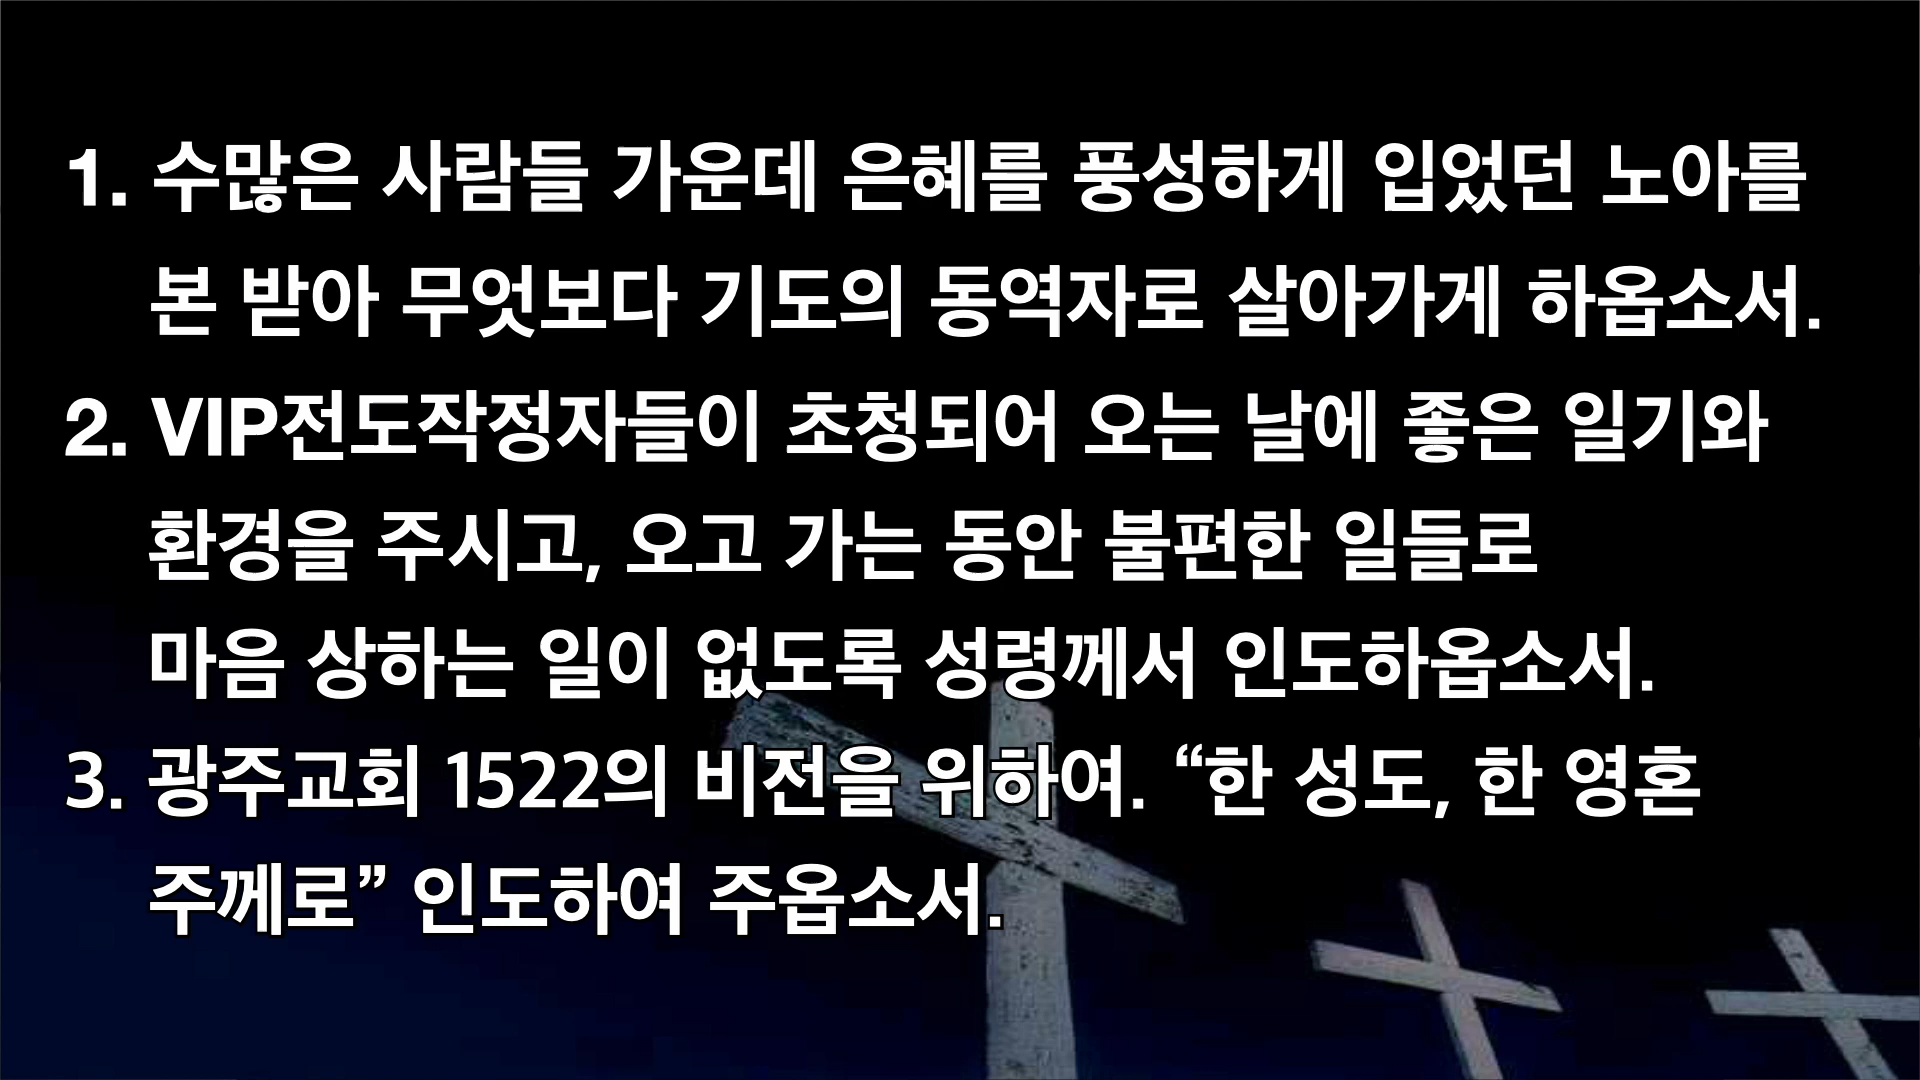 1. 수많은 사람들 가운데 은혜를 풍성하게 입었던 노아를
본 받아 무엇보다 기도의 동역자로 살아가게 하옵소서.
2. VIP전도작정자들이 초청되어 오는 날에 좋은 일기와
환경을 주시고, 오고 가는 동안 불편한 일들로
마음 상하는 일이 없도록 성령께서 인도하옵소서.
3. 광주교회 1522의 비전을 위하여. “한 성도, 한 영혼
주께로” 인도하여 주옵소서.